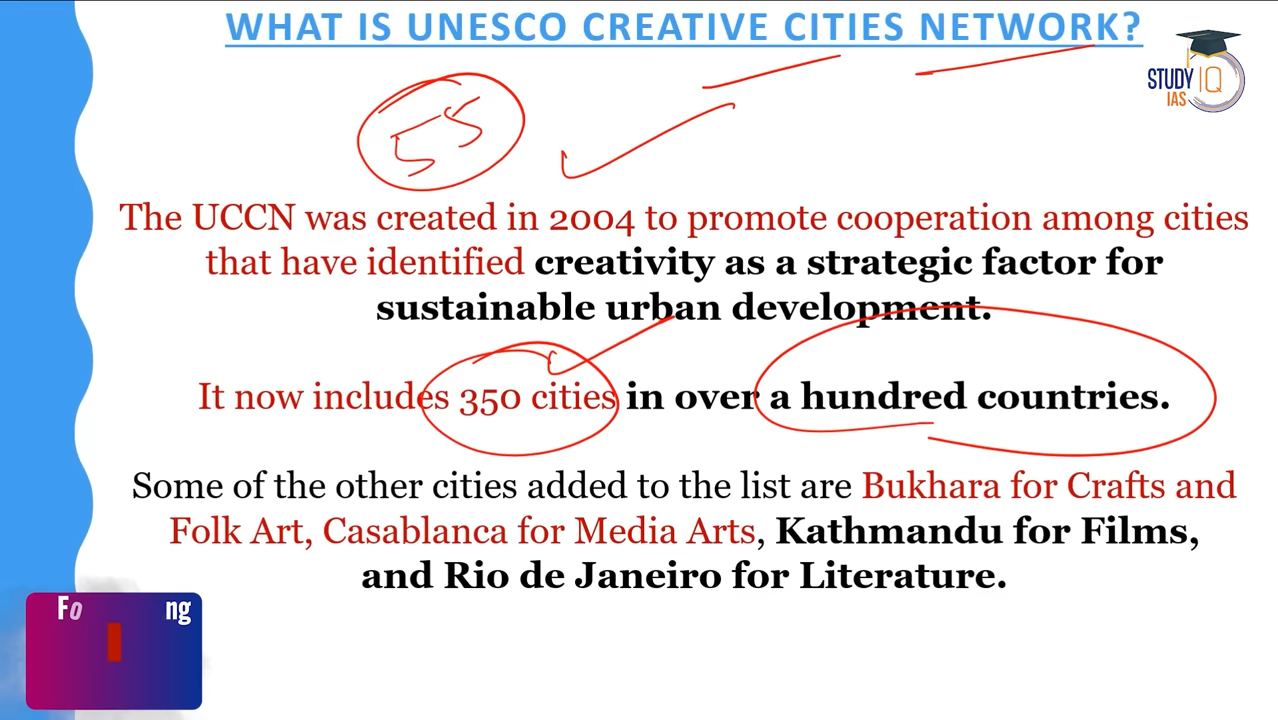 WHAT IS UNESCO CREATIVE CITIES NETWORK?
STUDY IQ
IAS
55
The UCCN was created in 2004 to promote cooperation among cities
that have identified creativity as a strategic factor for
sustainable urban development.
It now includes 350 cities in over a hundred countries.
Some of the other cities added to the list are Bukhara for Crafts and
Folk Art, Casablanca for Media Arts, Kathmandu for Films,
and Rio de Janeiro for Literature.